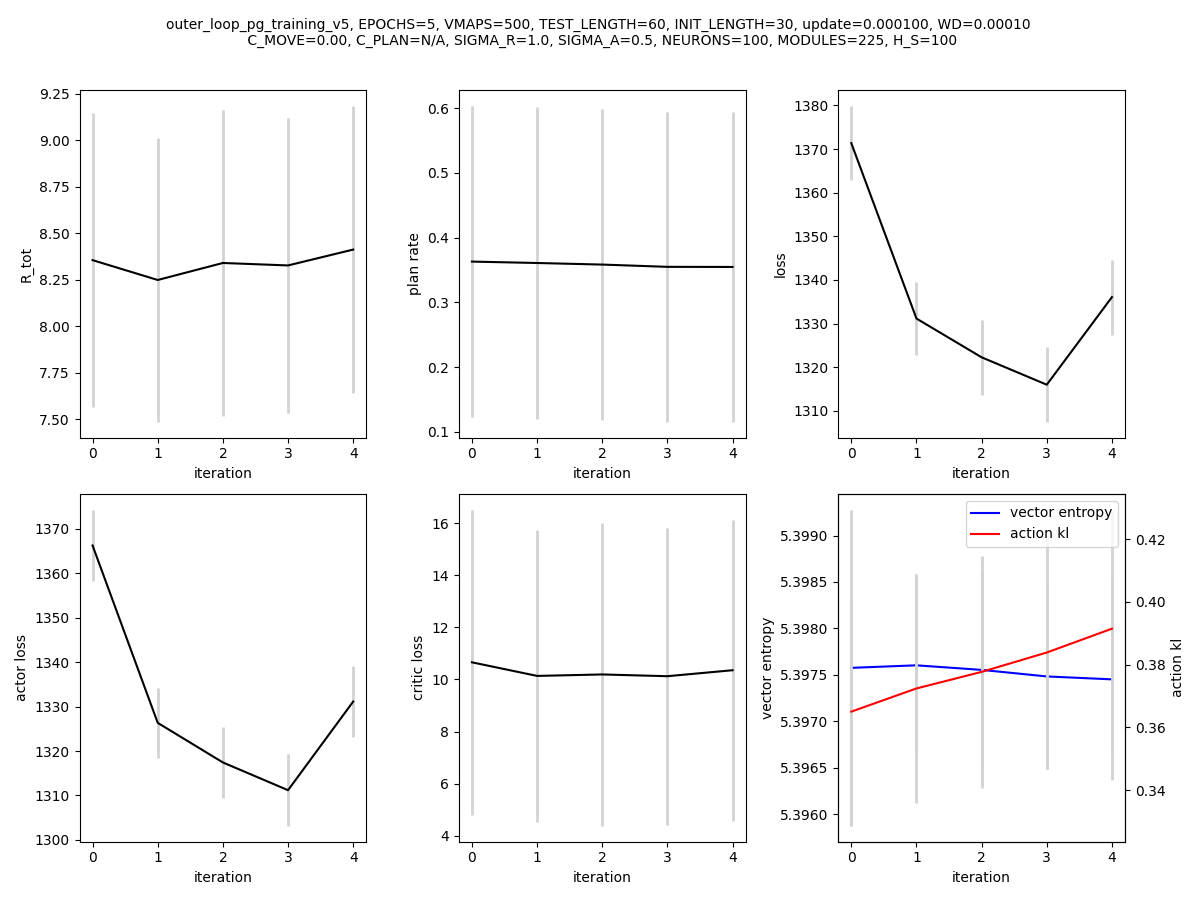 outer_loop_pg_training_v5, EPOCHS=5, VMAPS=500, TEST_LENGTH=60, INIT_LENGTH=30, update=0.000100, WD=0.00010
C_MOVE=0.00, C_PLAN=N/A, SIGMA_R=1.0, SIGMA_A=0.5, NEURONS=100, MODULES=225, H_S=100
R_tot
9.25
9.00
8.75
8.50
8.25
8.00
7.75
7.50
0 1 2 3 4
iteration
plan rate
0.6
0.5
0.4
0.3
0.2
0.1
0 1 2 3 4
iteration
loss
1380
1370
1360
1350
1340
1330
1320
1310
0 1 2 3 4
iteration
actor loss
1370
1360
1350
1340
1330
1320
1310
1300
0 1 2 3 4
iteration
critic loss
16
14
12
10
8
6
4
0 1 2 3 4
iteration
vector entropy
5.3990
5.3985
5.3980
5.3975
5.3970
5.3965
5.3960
vector entropy
action kl
0 1 2 3 4
iteration
0.42
0.40
0.38
0.36
0.34
action kl